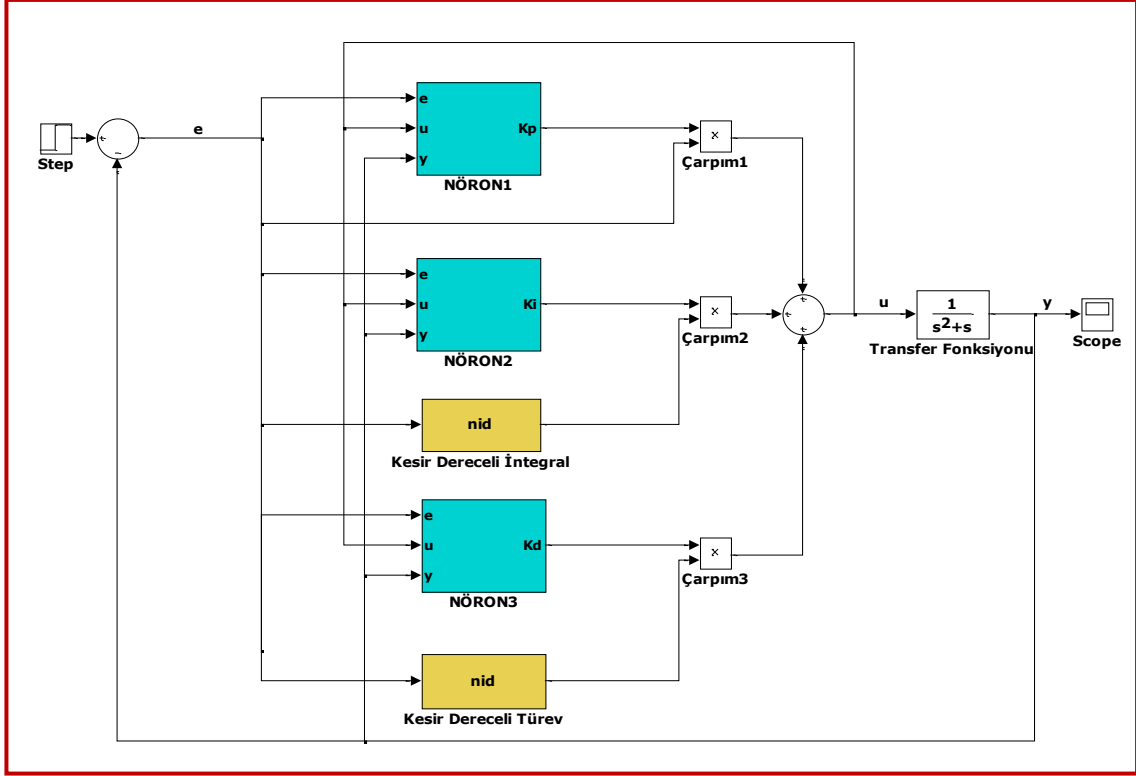 Step
e
e
u
y
Kp
NÖRON1
×
Çarpım1
e
u
y
Ki
NÖRON2
×
Çarpım2
nid
Kesir Dereceli İntegral
e
u
y
Kd
NÖRON3
×
Çarpım3
nid
Kesir Dereceli Türev
u
1
s²+s
Transfer Fonksiyonu
y
Scope